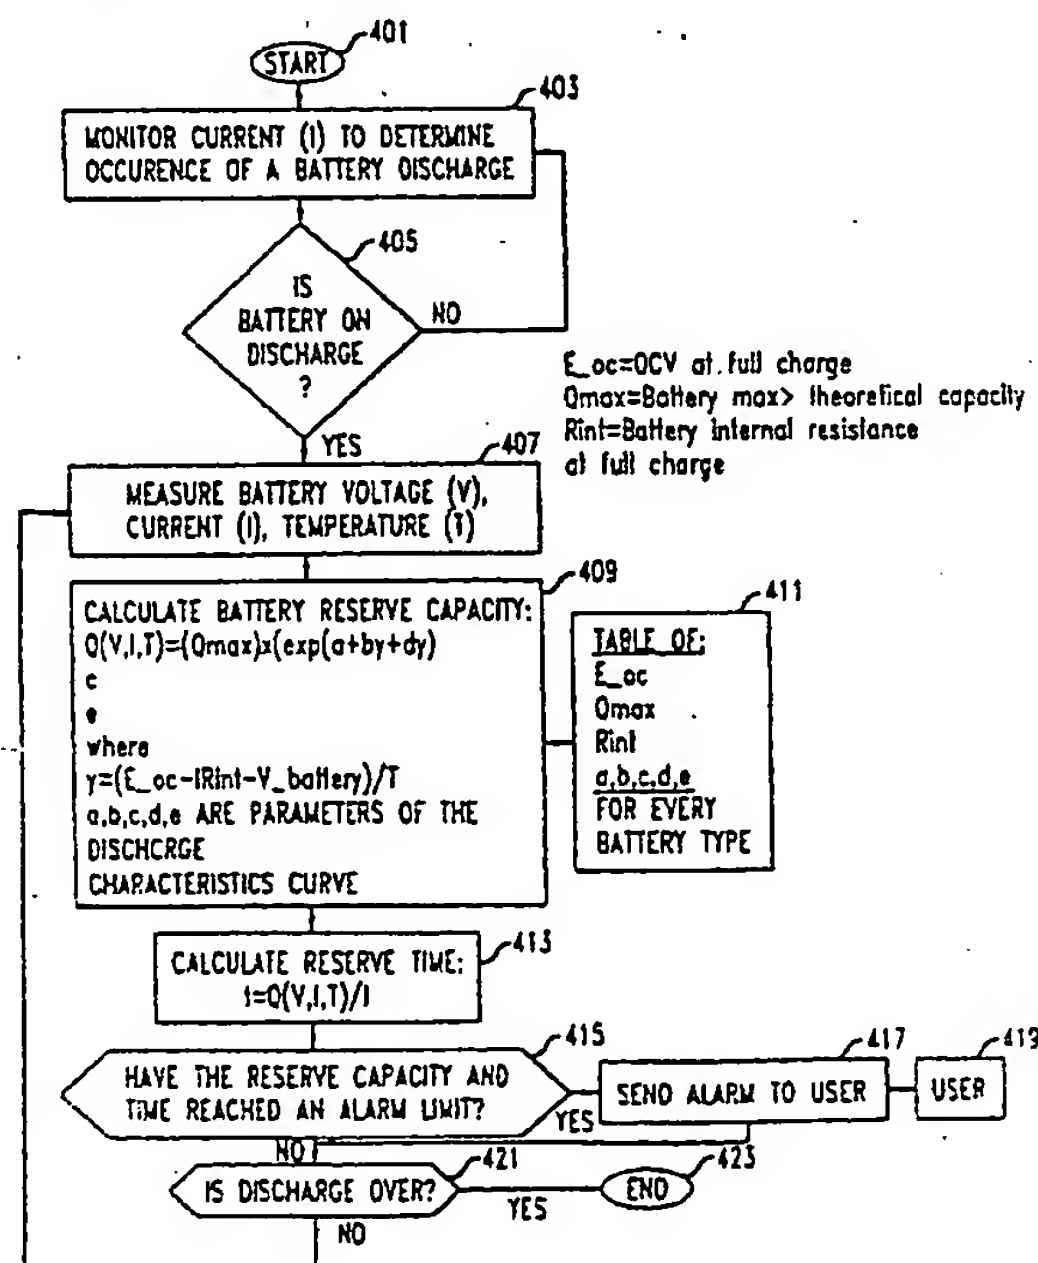 401
START
403
MONITOR CURRENT (I) TO DETERMINE
OCCURENCE OF A BATTERY DISCHARGE
405
IS
BATTERY ON
DISCHARGE
?
NO
E_oc=OCV at full charge
Qmax=Battery max> theoretical capacity
Rint=Battery internal resistance
at full charge
YES
407
MEASURE BATTERY VOLTAGE (V),
CURRENT (I), TEMPERATURE (T)
409
CALCULATE BATTERY RESERVE CAPACITY:
Q(V,I,T)=(Qmax)x(exp(a+by+dy)
c
e
where
y=(E_oc-IRint-V_battery)/T
a,b,c,d,e ARE PARAMETERS OF THE
DISCHCRGE
CHARACTERISTICS CURVE
411
TABLE OF:
E_oc
Qmax
Rint
a,b,c,d,e
FOR EVERY
BATTERY TYPE
413
CALCULATE RESERVE TIME:
t=Q(V,I,T)/I
415
HAVE THE RESERVE CAPACITY AND
TIME REACHED AN ALARM LIMIT?
YES
417
SEND ALARM TO USER
419
USER
NO
421
IS DISCHARGE OVER?
YES
423
END
NO